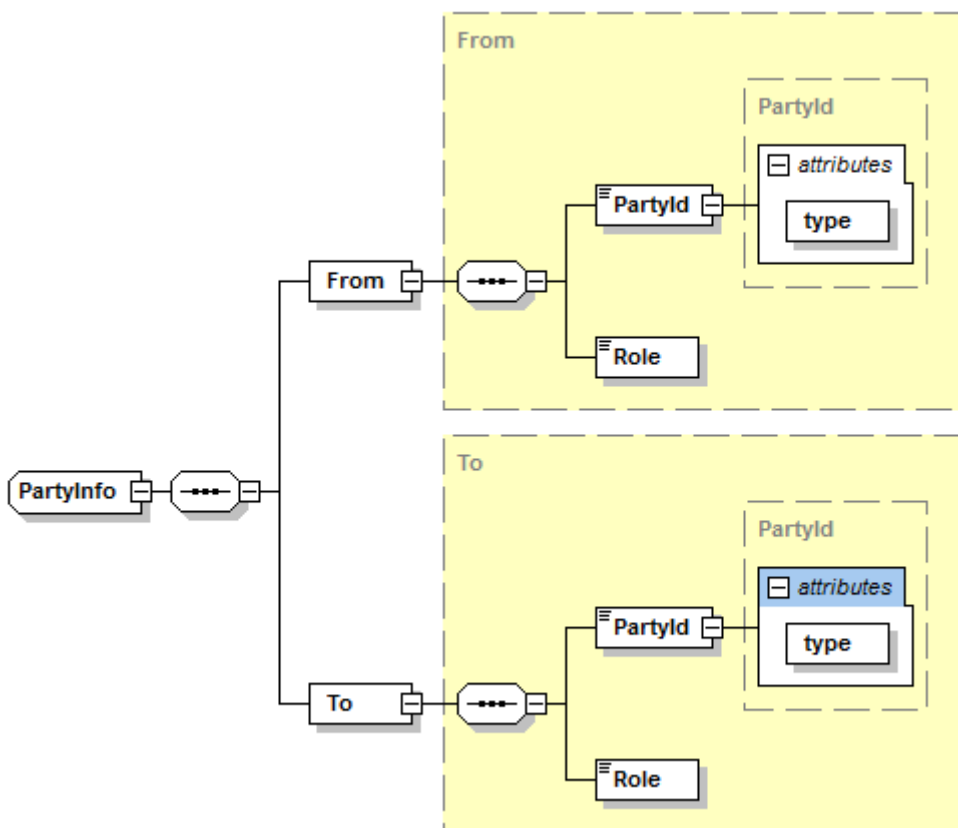 From
PartyId
attributes
PartyId
type
From
Role
To
PartyInfo
PartyId
attributes
PartyId
type
To
Role